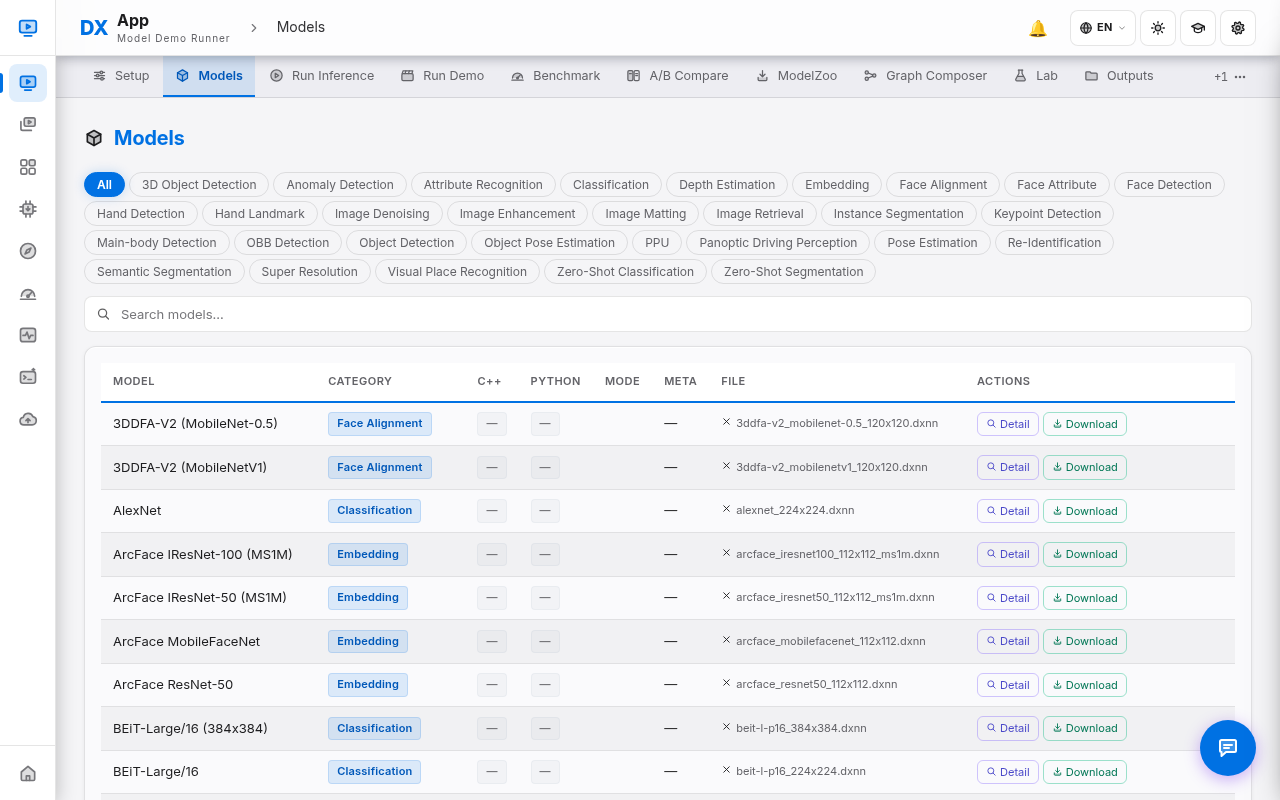 DX App Model Demo Runner > Models EN
Setup Models Run Inference Run Demo Benchmark A/B Compare ModelZoo Graph Composer Lab Outputs +1 ···
Models
All 3D Object Detection Anomaly Detection Attribute Recognition Classification Depth Estimation Embedding Face Alignment Face Attribute Face Detection
Hand Detection Hand Landmark Image Denoising Image Enhancement Image Matting Image Retrieval Instance Segmentation Keypoint Detection
Main-body Detection OBB Detection Object Detection Object Pose Estimation PPU Panoptic Driving Perception Pose Estimation Re-Identification
Semantic Segmentation Super Resolution Visual Place Recognition Zero-Shot Classification Zero-Shot Segmentation
Search models...
MODEL CATEGORY C++ PYTHON MODE META FILE ACTIONS
3DDFA-V2 (MobileNet-0.5) Face Alignment — — — × 3ddfa-v2_mobilenet-0.5_120x120.dxnn Detail Download
3DDFA-V2 (MobileNetV1) Face Alignment — — — × 3ddfa-v2_mobilenetv1_120x120.dxnn Detail Download
AlexNet Classification — — — × alexnet_224x224.dxnn Detail Download
ArcFace IResNet-100 (MS1M) Embedding — — — × arcface_iresnet100_112x112_ms1m.dxnn Detail Download
ArcFace IResNet-50 (MS1M) Embedding — — — × arcface_iresnet50_112x112_ms1m.dxnn Detail Download
ArcFace MobileFaceNet Embedding — — — × arcface_mobilefacenet_112x112.dxnn Detail Download
ArcFace ResNet-50 Embedding — — — × arcface_resnet50_112x112.dxnn Detail Download
BEiT-Large/16 (384x384) Classification — — — × beit-l-p16_384x384.dxnn Detail Download
BEiT-Large/16 Classification — — — × beit-l-p16_224x224.dxnn Detail Download